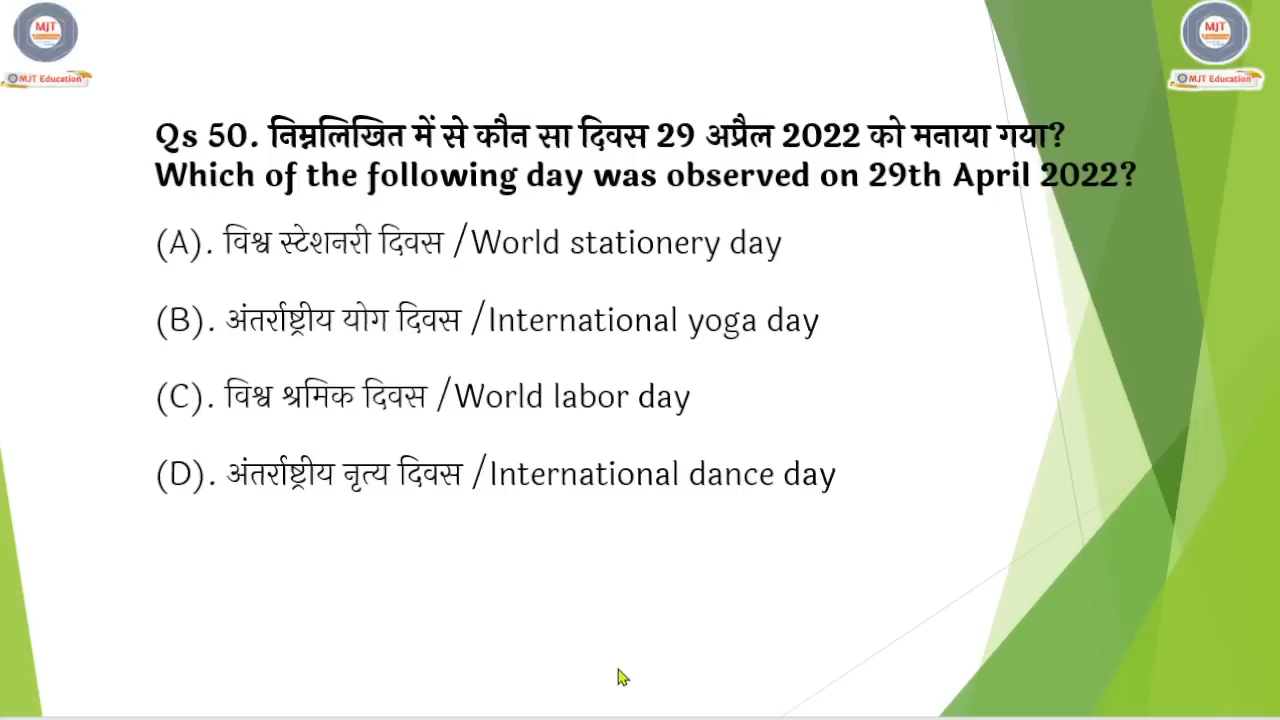 MJT
MJT Education
MJT
MJT Education
Qs 50. निम्नलिखित में से कौन सा दिवस 29 अप्रैल 2022 को मनाया गया?
Which of the following day was observed on 29th April 2022?
(A). विश्व स्टेशनरी दिवस /World stationery day
(B). अंतर्राष्ट्रीय योग दिवस /International yoga day
(C). विश्व श्रमिक दिवस /World labor day
(D). अंतर्राष्ट्रीय नृत्य दिवस /International dance day